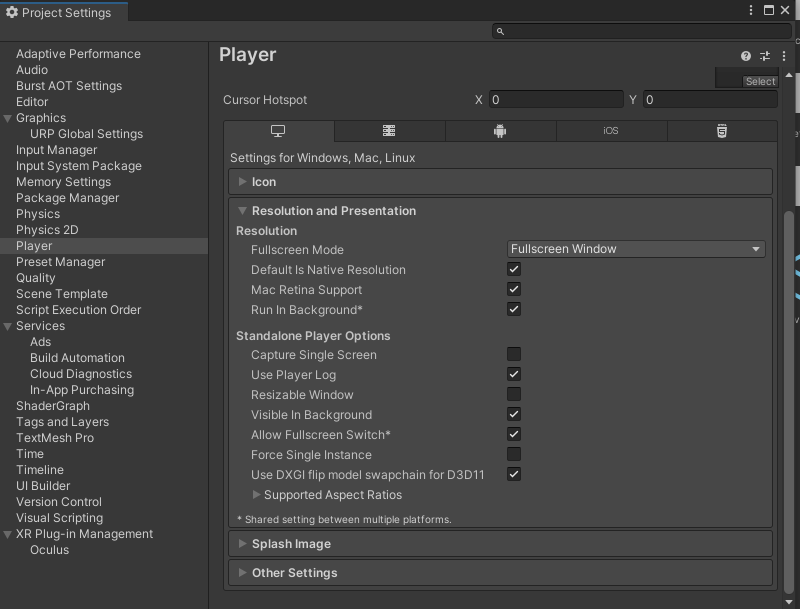 Project Settings
Adaptive Performance
Audio
Burst AOT Settings
Editor
Graphics
URP Global Settings
Input Manager
Input System Package
Memory Settings
Package Manager
Physics
Physics 2D
Player
Preset Manager
Quality
Scene Template
Script Execution Order
Services
Ads
Build Automation
Cloud Diagnostics
In-App Purchasing
ShaderGraph
Tags and Layers
TextMesh Pro
Time
Timeline
UI Builder
Version Control
Visual Scripting
XR Plug-in Management
Oculus
Player
Select
Cursor Hotspot X 0 Y 0
iOS
Settings for Windows, Mac, Linux
Icon
Resolution and Presentation
Resolution
Fullscreen Mode Fullscreen Window
Default Is Native Resolution
Mac Retina Support
Run In Background*
Standalone Player Options
Capture Single Screen
Use Player Log
Resizable Window
Visible In Background
Allow Fullscreen Switch*
Force Single Instance
Use DXGI flip model swapchain for D3D11
Supported Aspect Ratios
* Shared setting between multiple platforms.
Splash Image
Other Settings